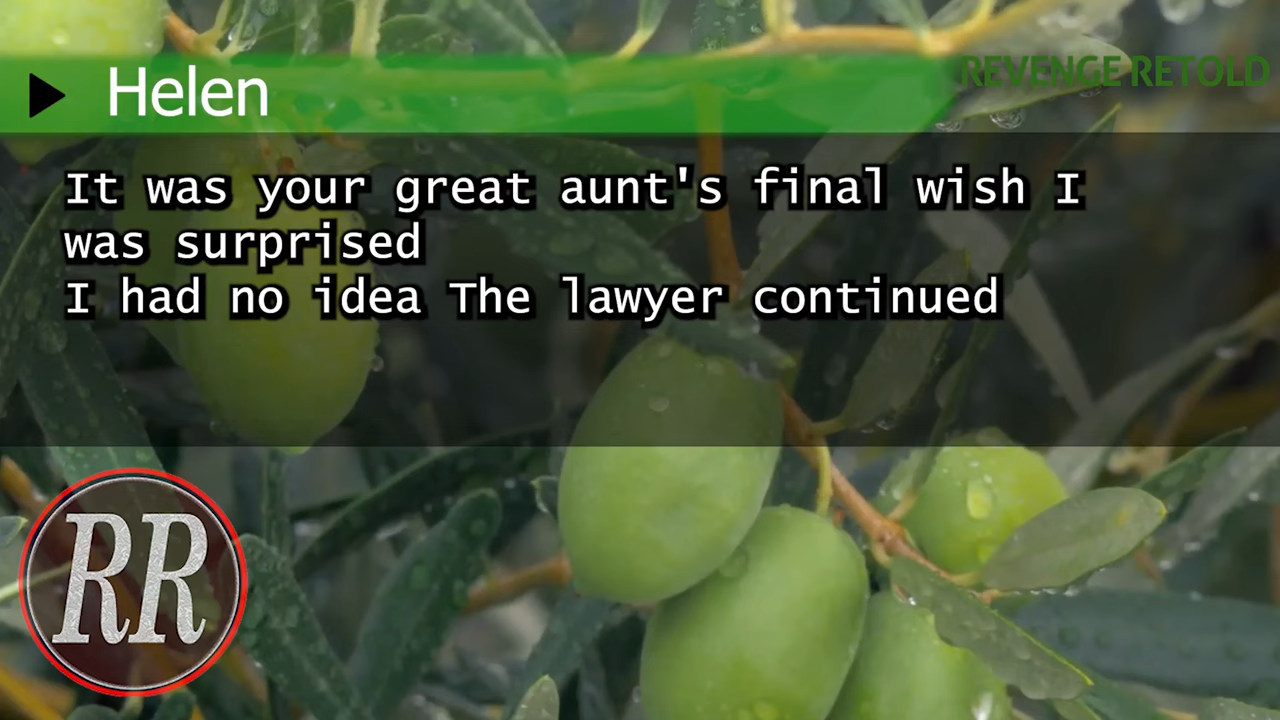 Helen
REVENGE RETOLD
It was your great aunt's final wish I
was surprised
I had no idea The lawyer continued
RR